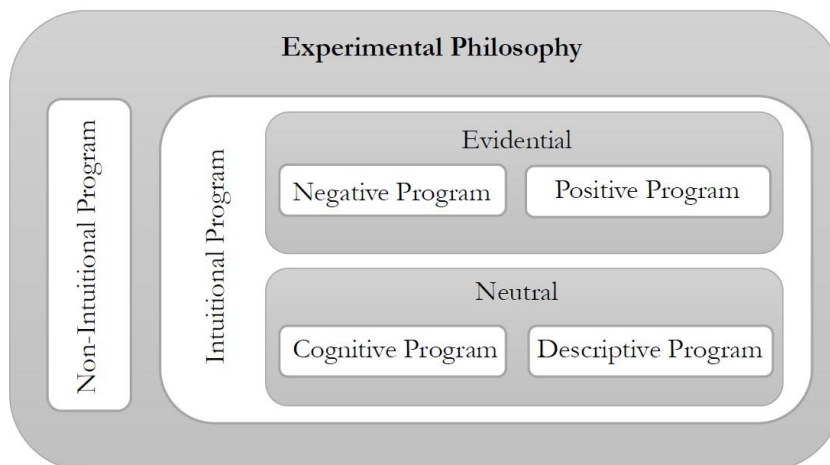 Experimental Philosophy
Non-Intuitional Program
Intuitional Program
Evidential
Negative Program
Positive Program
Neutral
Cognitive Program
Descriptive Program